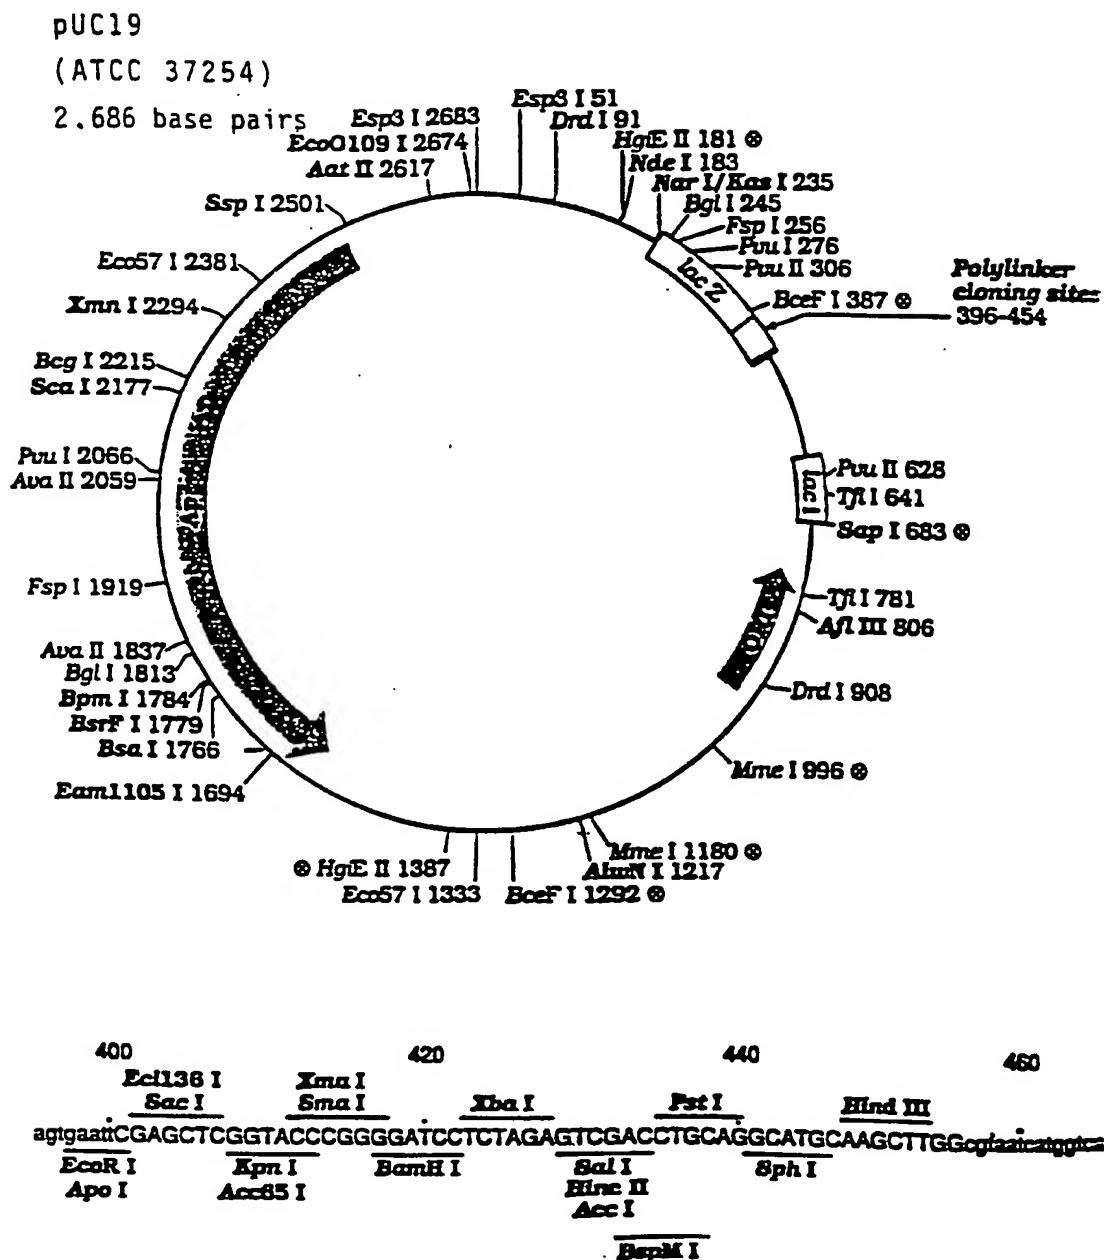 pUC19
(ATCC 37254)
2.686 base pairs
Esp3 I 51
Drd I 91
HgiE II 181 ⊗
Nde I 183
Nar I/Kas I 235
Bgl I 245
Fsp I 256
Pvu I 276
Pvu II 306
BceF I 387 ⊗
Polylinker
cloning sites
396-454
lac Z
Pvu II 628
Tfi I 641
lac I
Sap I 683 ⊗
Tfi I 781
Afl III 806
ORI
Drd I 908
Mme I 996 ⊗
Mme I 1180 ⊗
AlwN I 1217
BceF I 1292 ⊗
Eco57 I 1333
⊗ HgiE II 1387
Eam1105 I 1694
Bsa I 1766
BsrF I 1779
Bpm I 1784
Bgl I 1813
Ava II 1837
Fsp I 1919
Ava II 2059
Pvu I 2066
Sca I 2177
Bcg I 2215
Xmn I 2294
Eco57 I 2381
Ssp I 2501
Aat II 2617
EcoO109 I 2674
Esp3 I 2683
400 420 440 460
Ecl136 I Xma I
Sac I Sma I Xba I Pst I Hind III
agtgaattCGAGCTCGGTACCCGGGGATCCTCTAGAGTCGACCTGCAGGCATGCAAGCTTGGcgtaatcatggtca
EcoR I Kpn I BamH I Sal I Sph I
Apo I Acc65 I Hinc II
Acc I
BspM I